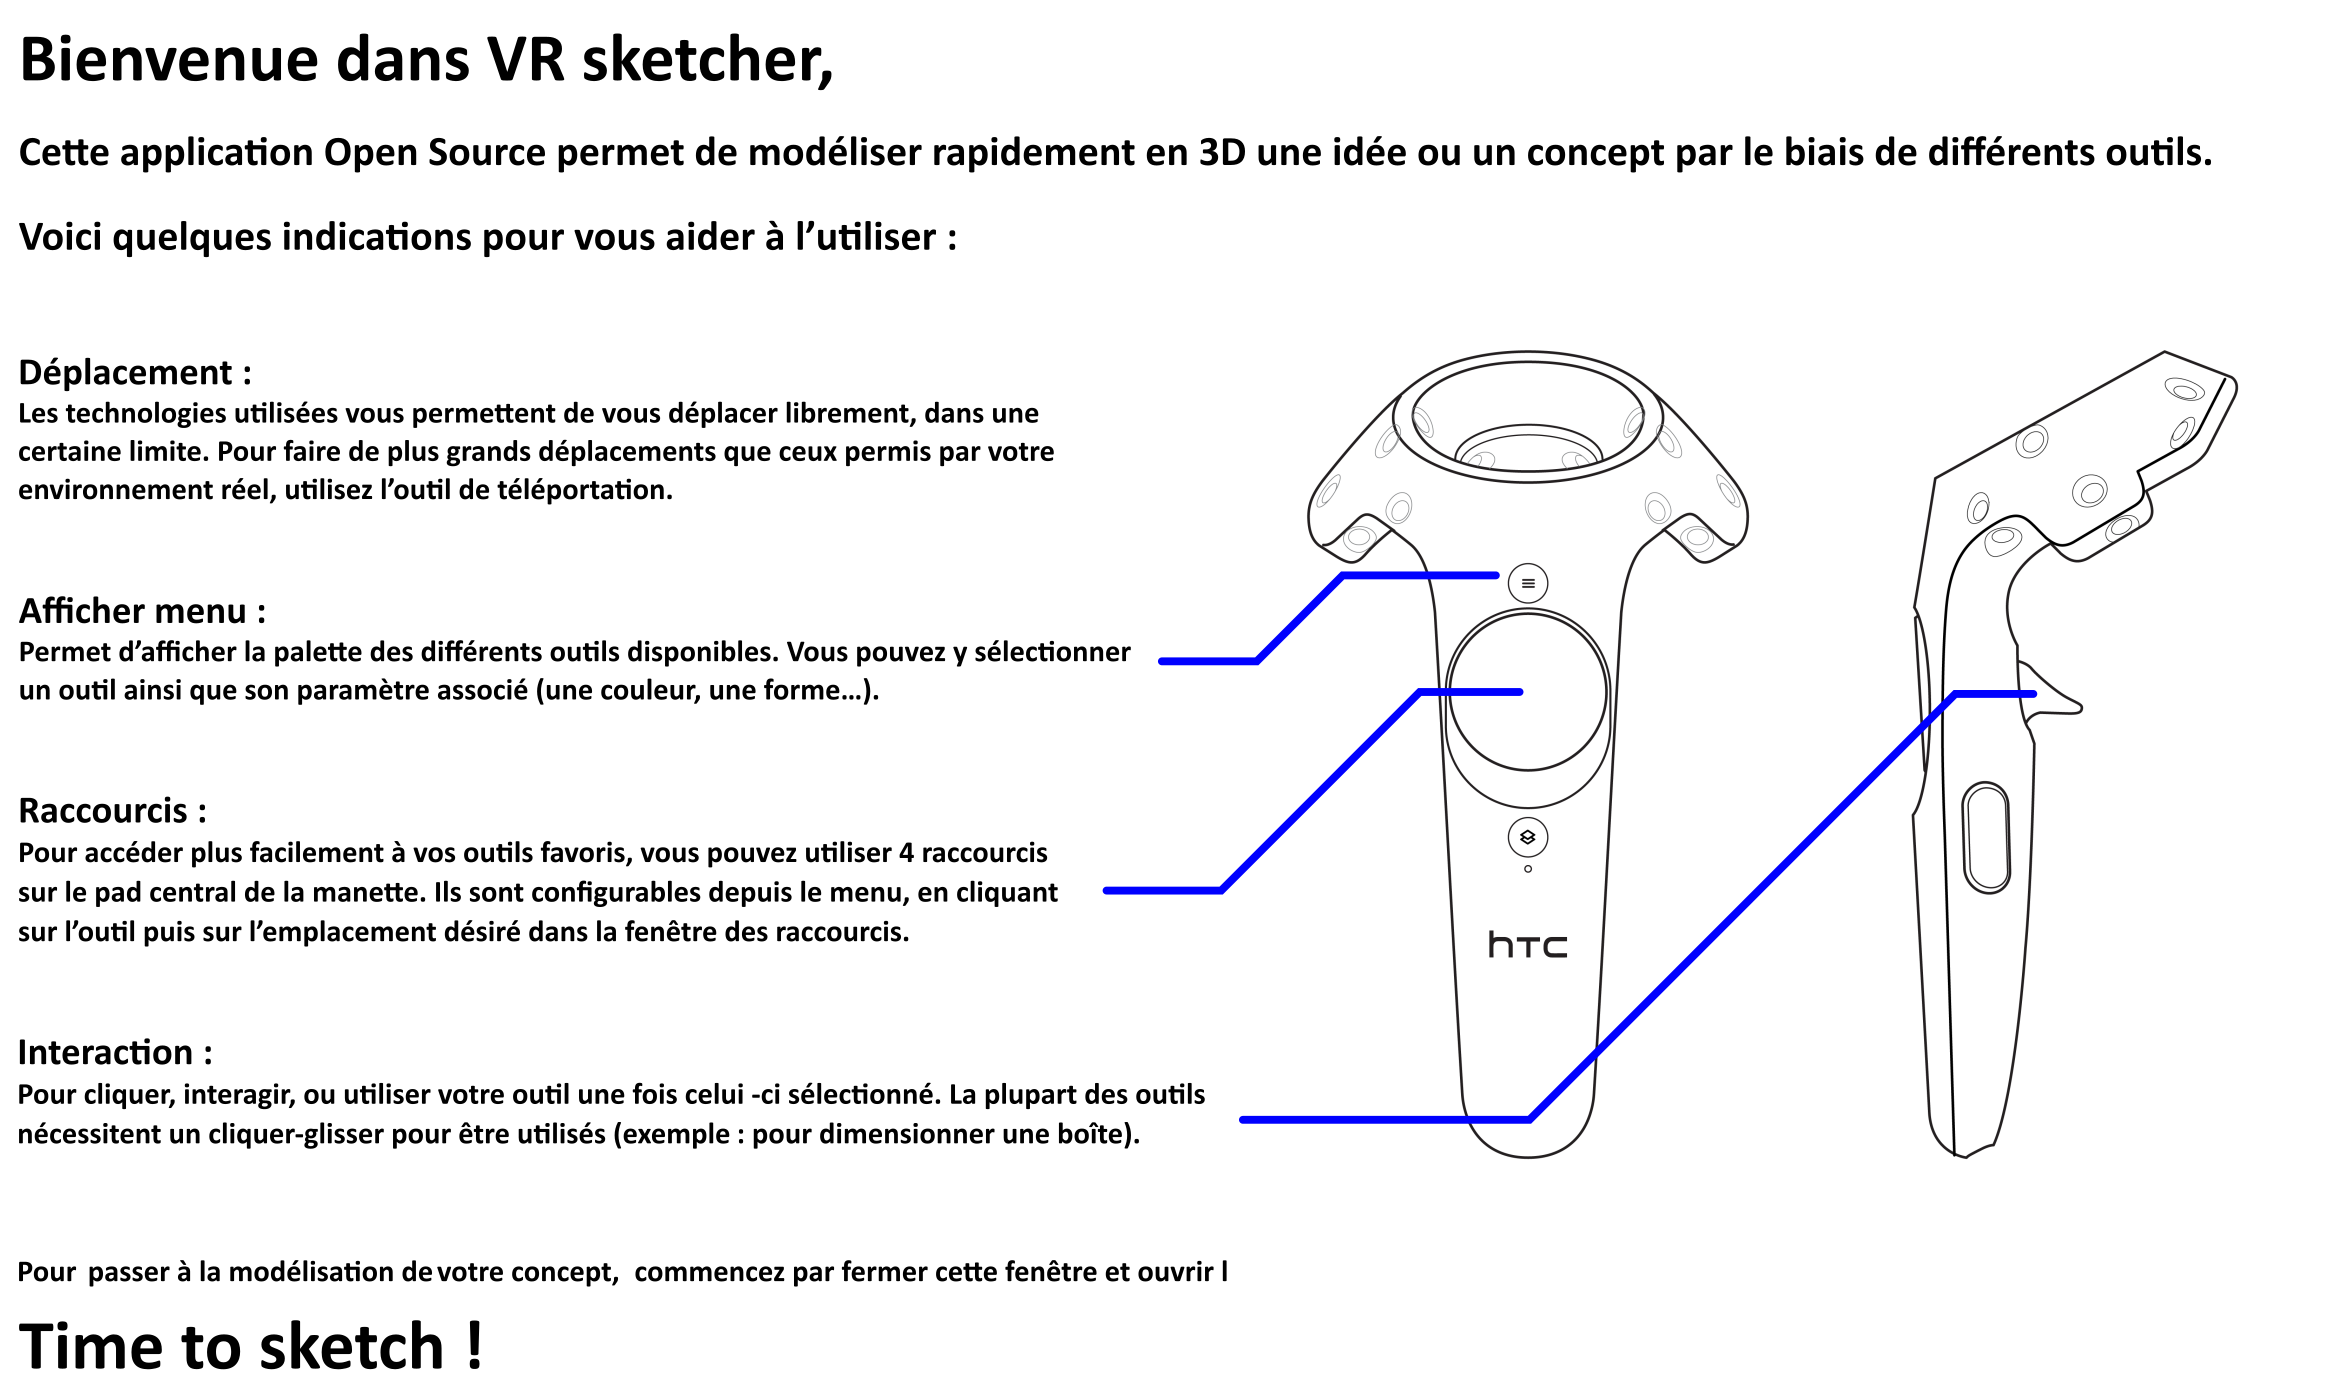 Bienvenue dans VR sketcher,
Cette application Open Source permet de modéliser rapidement en 3D une idée ou un concept par le biais de différents outils.
Voici quelques indications pour vous aider à l’utiliser :
Déplacement :
Les technologies utilisées vous permettent de vous déplacer librement, dans une
certaine limite. Pour faire de plus grands déplacements que ceux permis par votre
environnement réel, utilisez l’outil de téléportation.
Afficher menu :
Permet d’afficher la palette des différents outils disponibles. Vous pouvez y sélectionner
un outil ainsi que son paramètre associé (une couleur, une forme…).
Raccourcis :
Pour accéder plus facilement à vos outils favoris, vous pouvez utiliser 4 raccourcis
sur le pad central de la manette. Ils sont configurables depuis le menu, en cliquant
sur l’outil puis sur l’emplacement désiré dans la fenêtre des raccourcis.
Interaction :
Pour cliquer, interagir, ou utiliser votre outil une fois celui -ci sélectionné. La plupart des outils
nécessitent un cliquer-glisser pour être utilisés (exemple : pour dimensionner une boîte).
Pour passer à la modélisation de votre concept, commencez par fermer cette fenêtre et ouvrir l
Time to sketch !
hTC